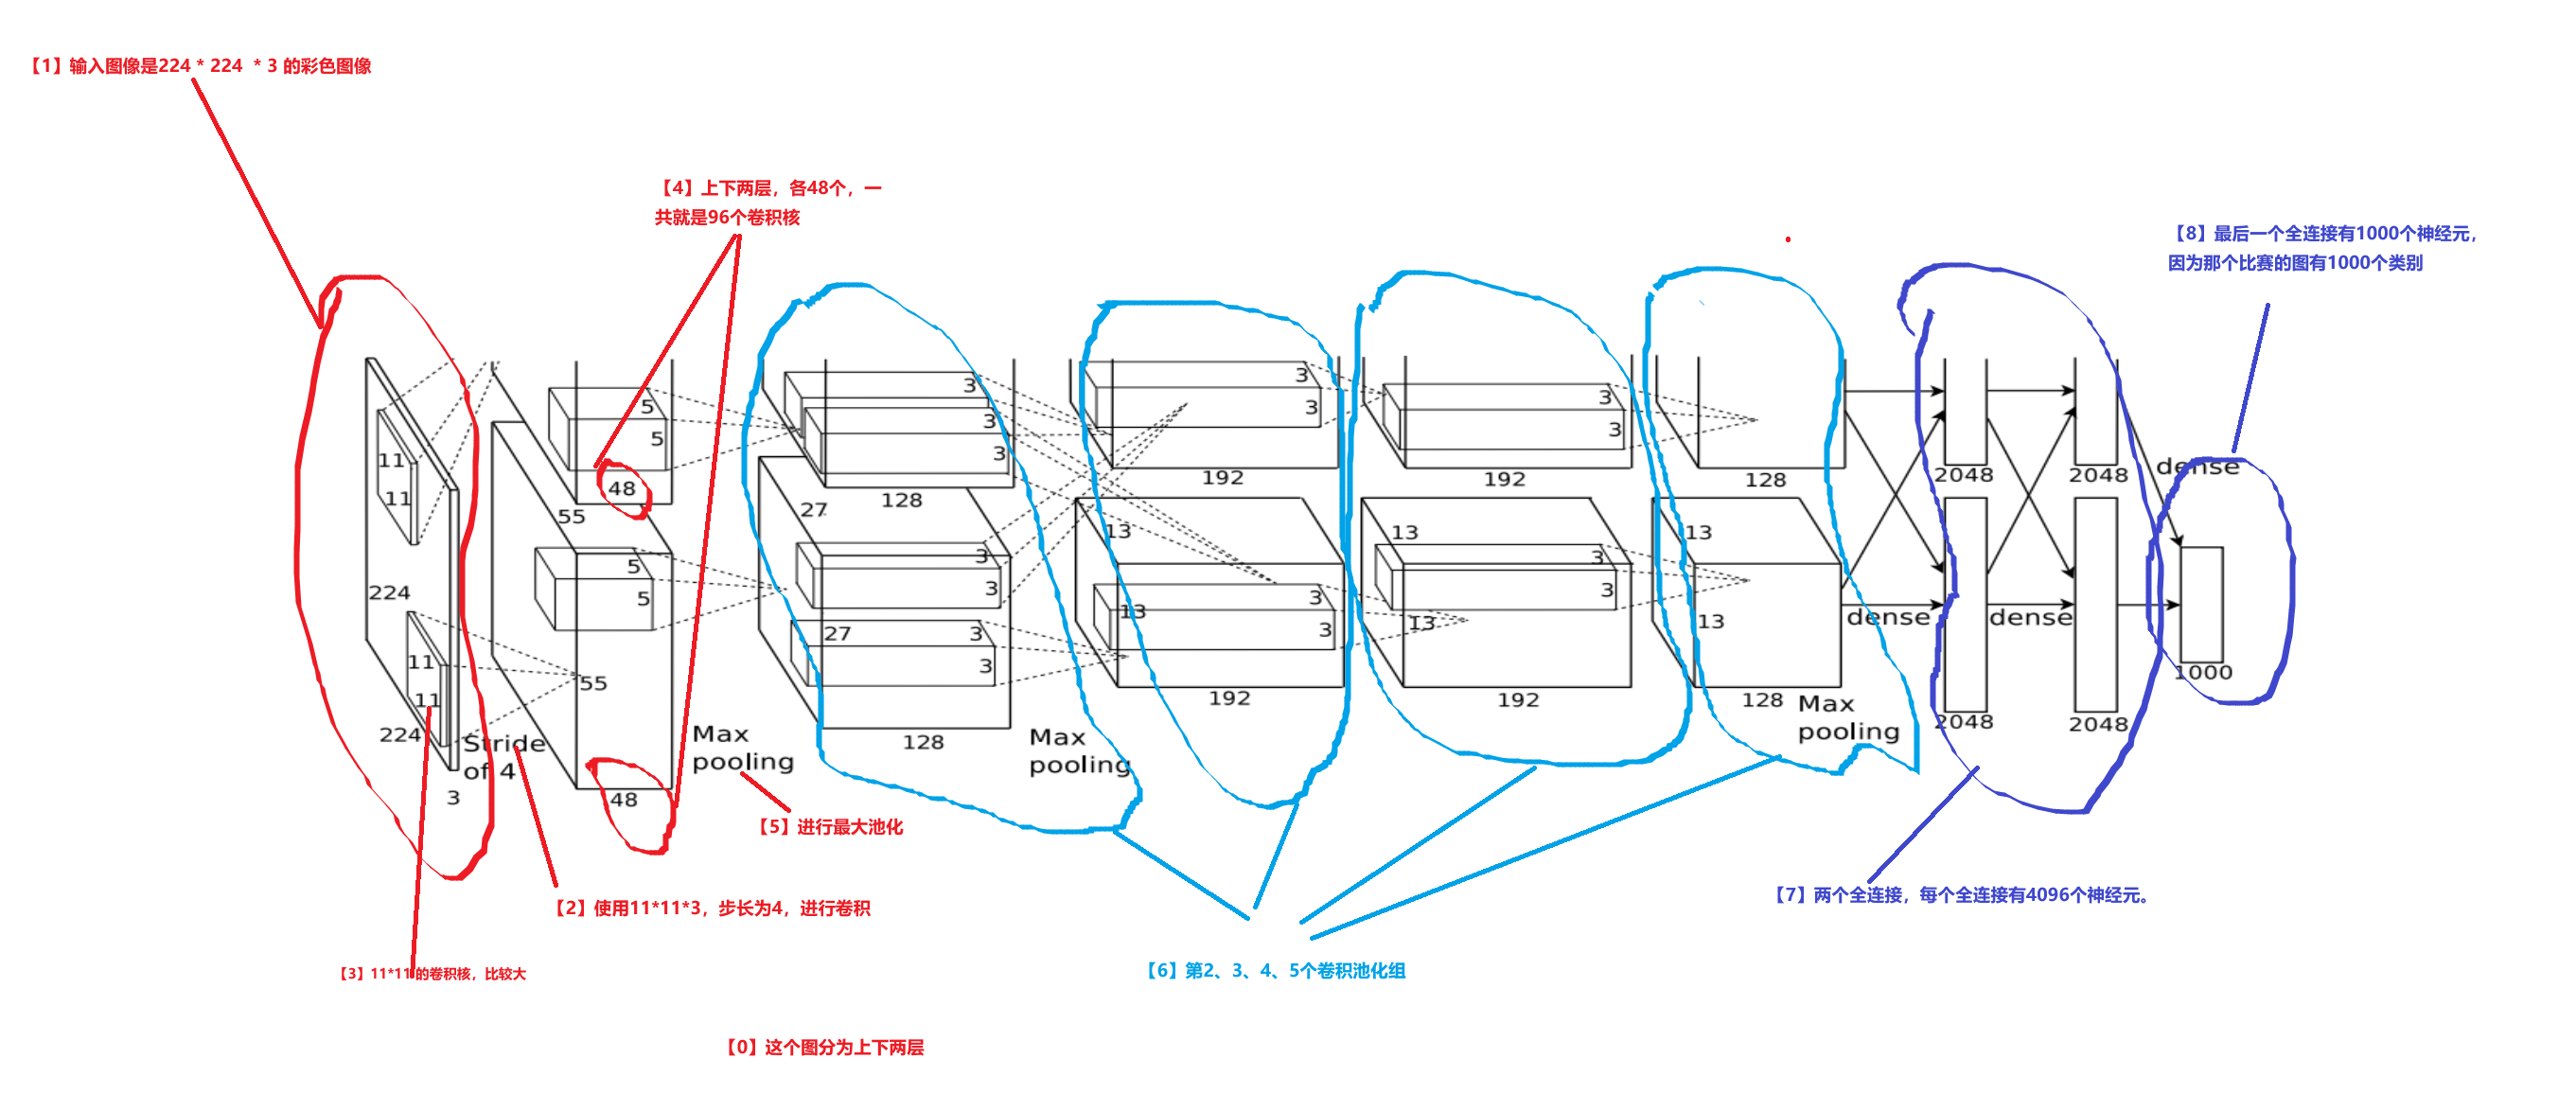 【1】输入图像是224 * 224 * 3 的彩色图像
【4】上下两层，各48个，一
共就是96个卷积核
【8】最后一个全连接有1000个神经元，
因为那个比赛的图有1000个类别
3
3
3
3
3
3
3
5
5
11
11
48
55
27
128
192
192
128
2048
2048
dense
13
13
13
5
5
3
3
3
3
3
3
224
13
13
13
55
27
3
3
11
11
224
Stride
of 4
3
48
Max
pooling
128
Max
pooling
192
192
128
Max
pooling
dense
dense
2048
2048
1000
【5】进行最大池化
【2】使用11*11*3，步长为4，进行卷积
【7】两个全连接，每个全连接有4096个神经元。
【3】11*11的卷积核，比较大
【6】第2、3、4、5个卷积池化组
【0】这个图分为上下两层